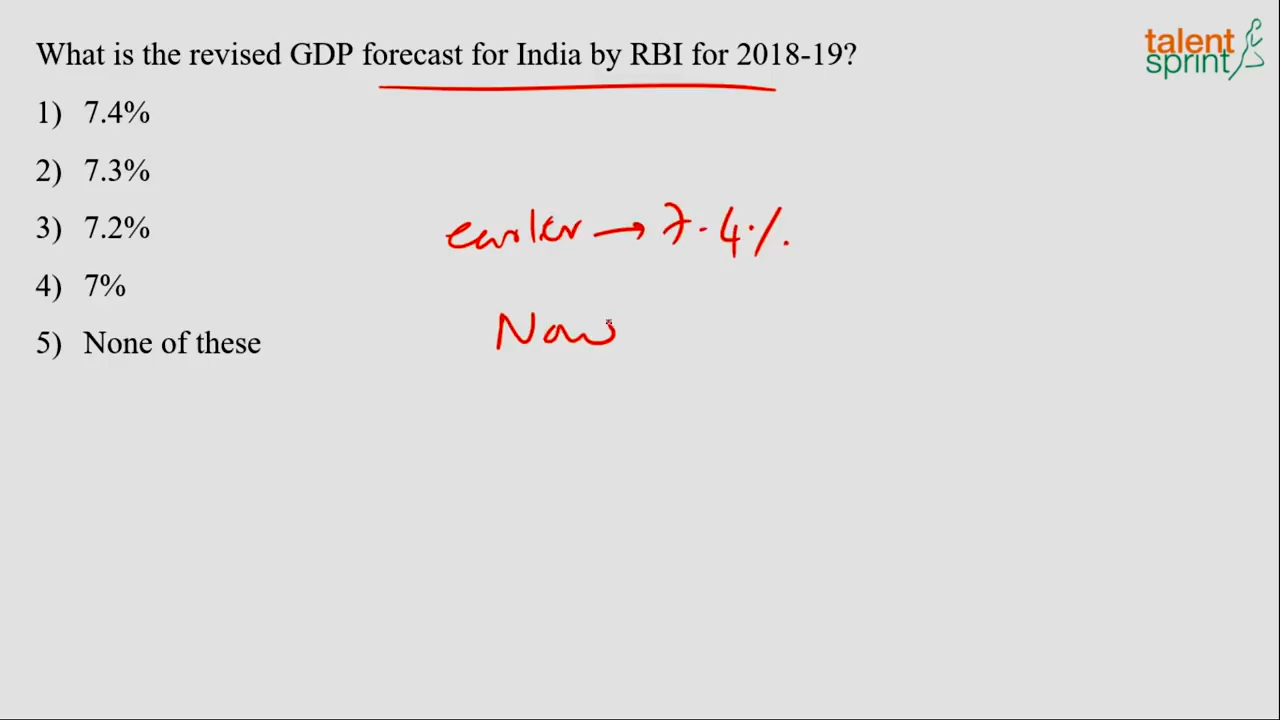 What is the revised GDP forecast for India by RBI for 2018-19?
talent
sprint
1) 7.4%
2) 7.3%
3) 7.2%
4) 7%
5) None of these
earlier → 7.4%.
Now